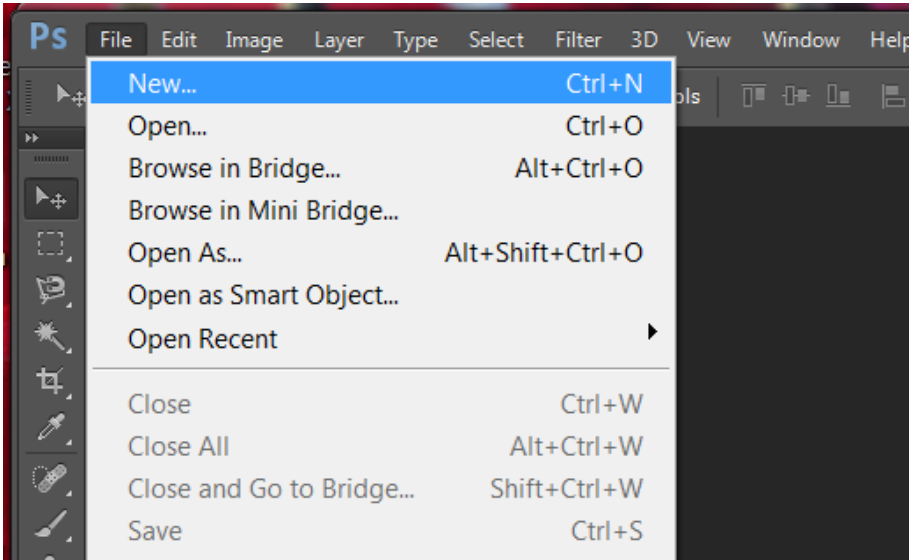 Ps File Edit Image Layer Type Select Filter 3D View Window Help
New... Ctrl+N
Open... Ctrl+O
Browse in Bridge... Alt+Ctrl+O
Browse in Mini Bridge...
Open As... Alt+Shift+Ctrl+O
Open as Smart Object...
Open Recent
Close Ctrl+W
Close All Alt+Ctrl+W
Close and Go to Bridge... Shift+Ctrl+W
Save Ctrl+S